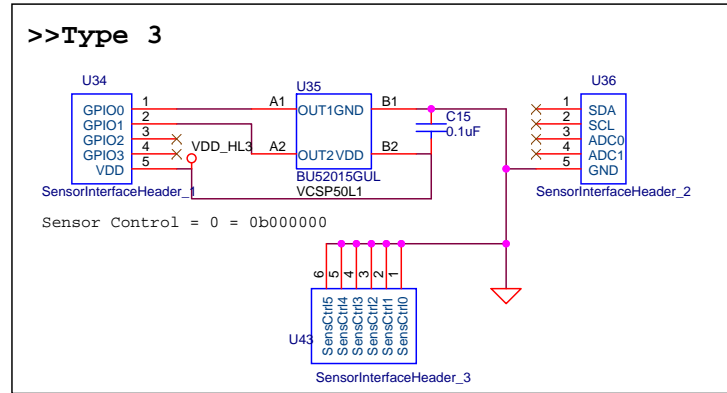 >>Type 3
U34
GPIO0
GPIO1
GPIO2
GPIO3
VDD
1
2
3
4
5
SensorInterfaceHeader_1
VDD_HL3
A1
A2
U35
OUT1 GND
OUT2 VDD
BU52015GUL
VCSP50L1
B1
B2
C15
0.1uF
U36
1
2
3
4
5
SDA
SCL
ADC0
ADC1
GND
SensorInterfaceHeader_2
Sensor Control = 0 = 0b000000
6
5
4
3
2
1
SensCtrl5
SensCtrl4
SensCtrl3
SensCtrl2
SensCtrl1
SensCtrl0
U43
SensorInterfaceHeader_3